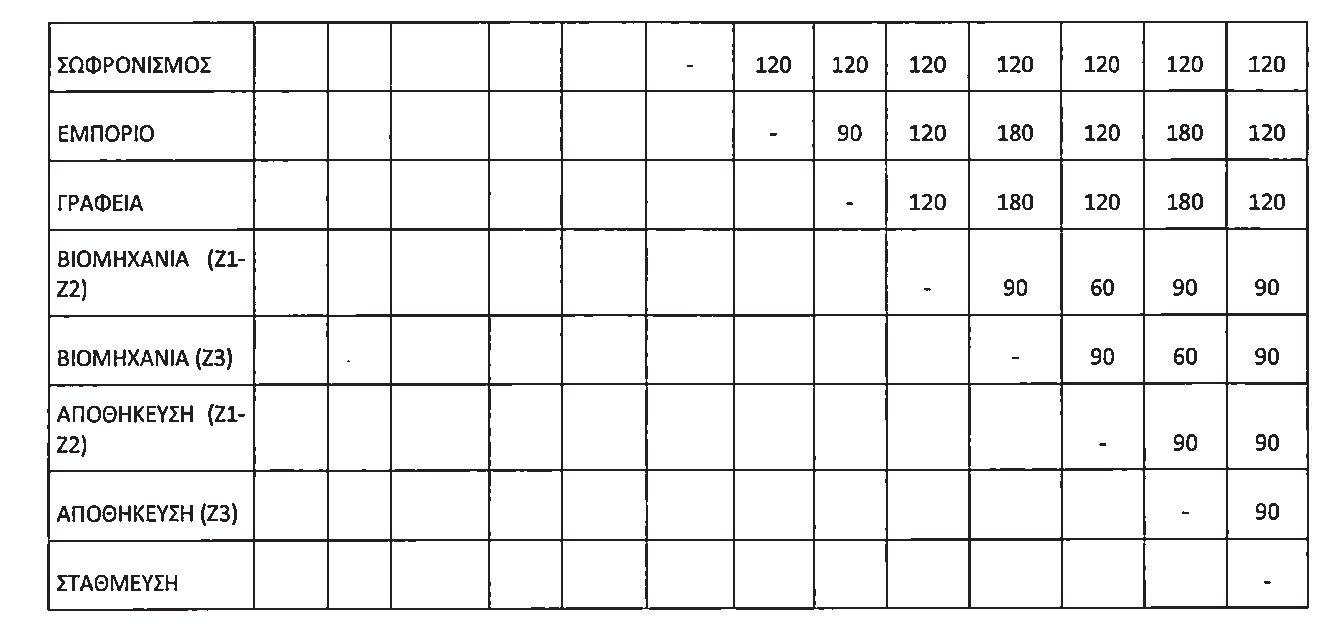 ΣΩΦΡΟΝΙΣΜΟΣ - 120 120 120 120 120 120 120
ΕΜΠΟΡΙΟ - 90 120 180 120 180 120
ΓΡΑΦΕΙΑ - 120 180 120 180 120
ΒΙΟΜΗΧΑΝΙΑ (Ζ1-
Ζ2) - 90 60 90 90
ΒΙΟΜΗΧΑΝΙΑ (Ζ3) - 90 60 90
ΑΠΟΘΗΚΕΥΣΗ (Ζ1-
Ζ2) - 90 90
ΑΠΟΘΗΚΕΥΣΗ (Ζ3) - 90
ΣΤΑΘΜΕΥΣΗ -